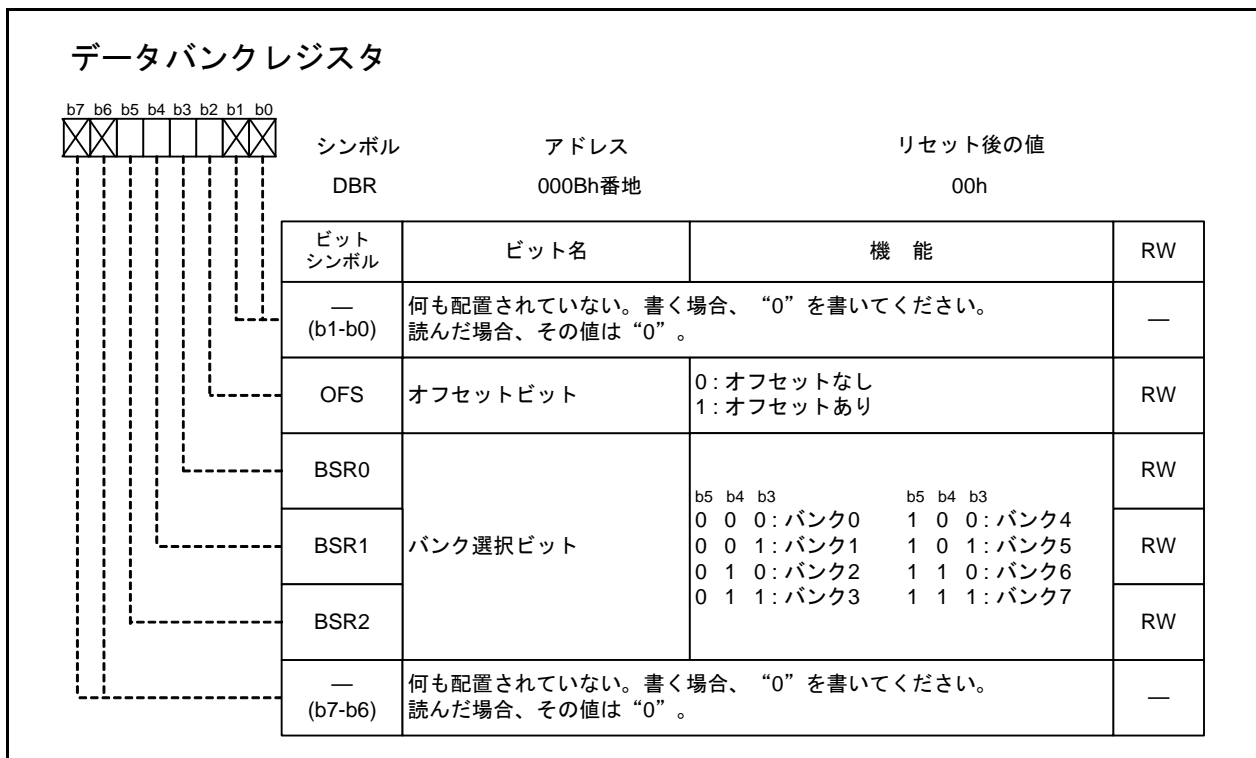 データバンクレジスタ
b7 b6 b5 b4 b3 b2 b1 b0
シンボル アドレス リセット後の値
DBR 000Bh番地 00h
ビット
シンボル
ビット名
機 能
RW
—
(b1-b0)
何も配置されていない。書く場合、“0”を書いてください。
読んだ場合、その値は“0”。
—
OFS
オフセットビット
0 : オフセットなし
1 : オフセットあり
RW
BSR0
RW
BSR1
バンク選択ビット
b5 b4 b3 b5 b4 b3
0 0 0 : バンク0 1 0 0 : バンク4
0 0 1 : バンク1 1 0 1 : バンク5
0 1 0 : バンク2 1 1 0 : バンク6
0 1 1 : バンク3 1 1 1 : バンク7
RW
BSR2
RW
—
(b7-b6)
何も配置されていない。書く場合、“0”を書いてください。
読んだ場合、その値は“0”。
—